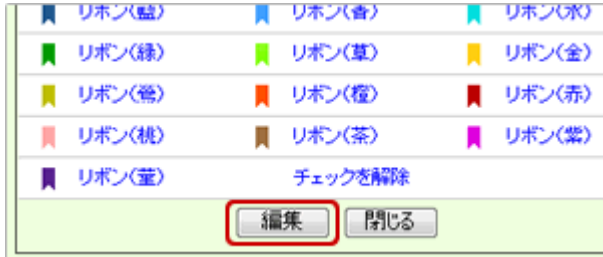 リボン(藍) リボン(青) リボン(水)
リボン(緑) リボン(草) リボン(金)
リボン(鶯) リボン(橙) リボン(赤)
リボン(桃) リボン(茶) リボン(紫)
リボン(菫) チェックを解除
編集 閉じる